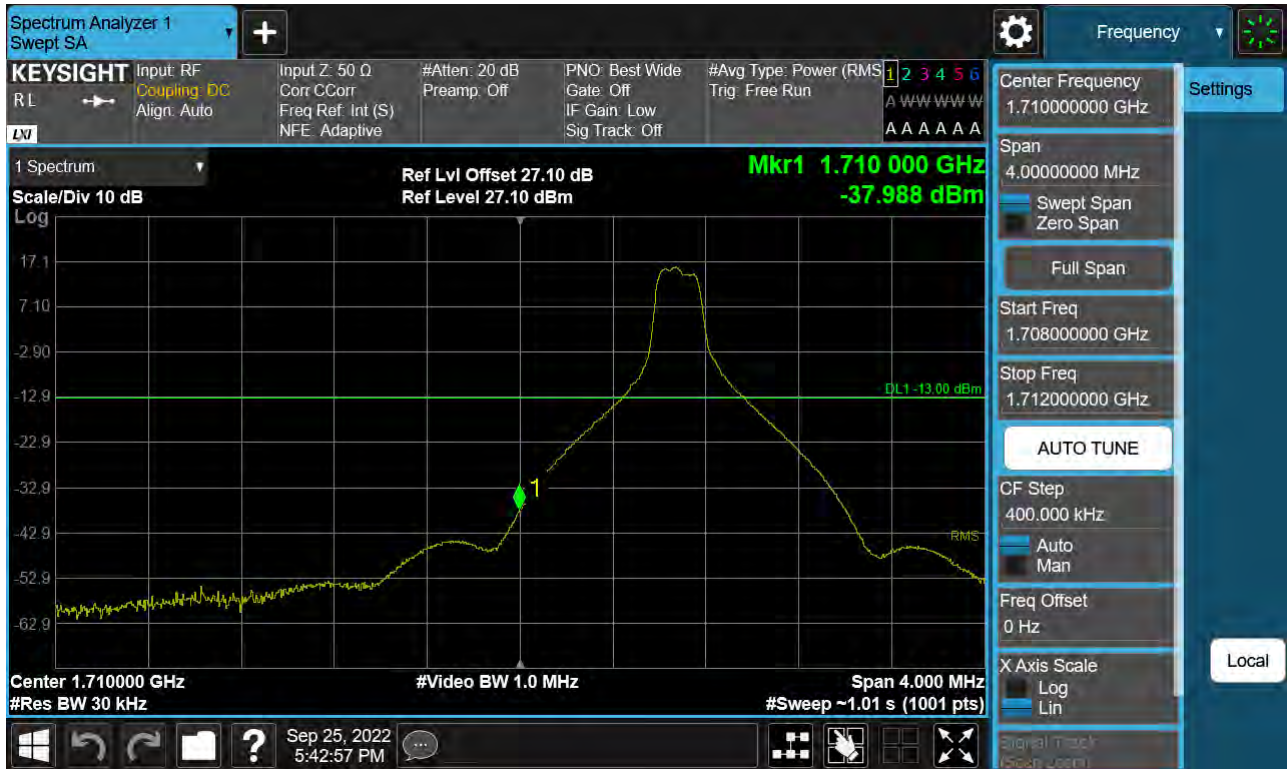 Spectrum Analyzer 1
Swept SA
+
Frequency
KEYSIGHT
RL
LXI
Input: RF
Coupling: DC
Align: Auto
Input Z: 50 Ω
Corr CCorr
Freq Ref: Int (S)
NFE: Adaptive
#Atten: 20 dB
Preamp: Off
PNO: Best Wide
Gate: Off
IF Gain: Low
Sig Track: Off
#Avg Type: Power (RMS
Trig: Free Run
1 2 3 4 5 6
A W W W W W
A A A A A A
1 Spectrum
Scale/Div 10 dB
Log
Ref Lvl Offset 27.10 dB
Ref Level 27.10 dBm
Mkr1 1.710 000 GHz
-37.988 dBm
17.1
7.10
-2.90
-12.9
-22.9
-32.9
-42.9
-52.9
-62.9
DL1 -13.00 dBm
1
RMS
Center 1.710000 GHz
#Res BW 30 kHz
#Video BW 1.0 MHz
Span 4.000 MHz
#Sweep ~1.01 s (1001 pts)
Center Frequency
1.710000000 GHz
Settings
Span
4.00000000 MHz
Swept Span
Zero Span
Full Span
Start Freq
1.708000000 GHz
Stop Freq
1.712000000 GHz
AUTO TUNE
CF Step
400.000 kHz
Auto
Man
Freq Offset
0 Hz
X Axis Scale
Log
Lin
Local
Signal Track
(Span Zoom)
?
Sep 25, 2022
5:42:57 PM